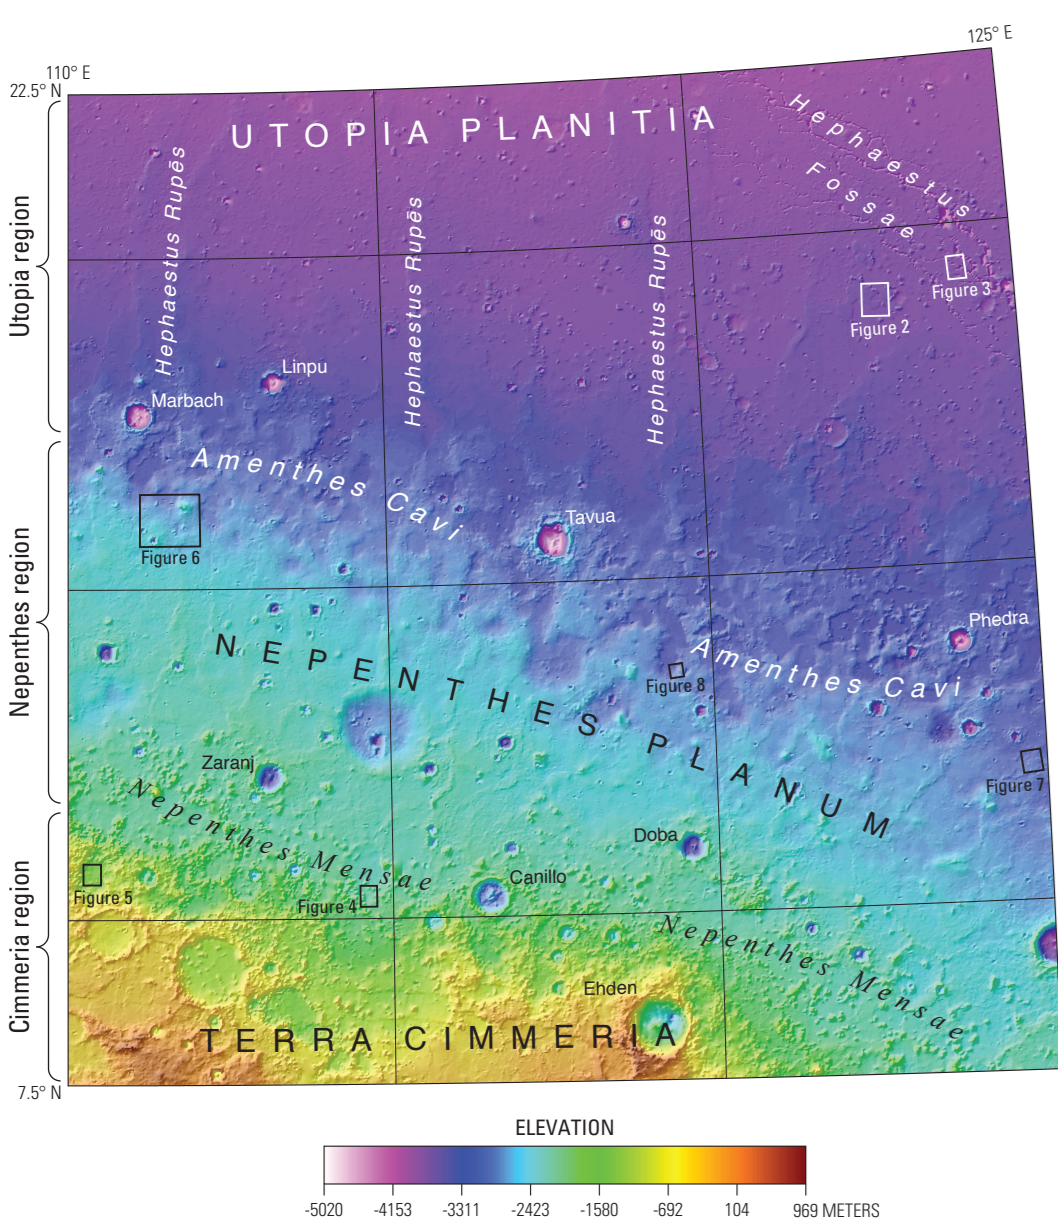 125° E
110° E
22.5° N
UTOPIA PLANITIA
Hephaestus
Fossae
Hephaestus Rupēs
Hephaestus Rupēs
Hephaestus Rupēs
Utopia region
Figure 3
Figure 2
Linpu
Marbach
Amenthes Cavi
Tavua
Figure 6
Nepenthes region
Phedra
NEPENTHES PLANUM
Amenthes Cavi
Figure 8
Zaranj
Figure 7
Nepenthes Mensae
Doba
Canillo
Figure 5
Figure 4
Cimmeria region
Nepenthes Mensae
Ehden
TERRA CIMMERIA
7.5° N
ELEVATION
-5020 -4153 -3311 -2423 -1580 -692 104 969 METERS